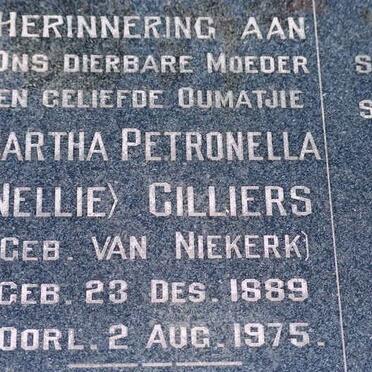 HERINNERING AAN
ONS DIERBARE MOEDER
EN GELIEFDE OUMATJIE
MARTHA PETRONELLA
(NELLIE) CILLIERS
(GEB. VAN NIEKERK)
GEB. 23 DES. 1889
OORL. 2 AUG. 1975.